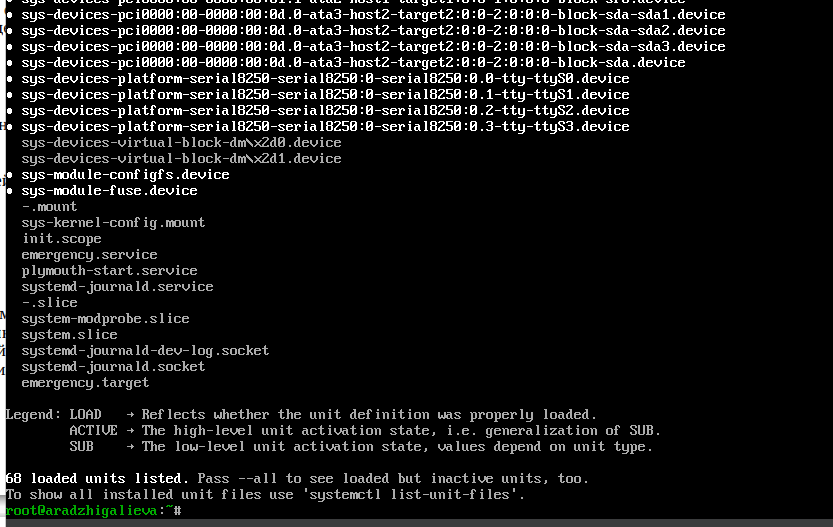 ● sys-devices-pci0000:00-0000:00:0d.0-ata3-host2-target2:0:0-2:0:0:0-block-sda-sda1.device
● sys-devices-pci0000:00-0000:00:0d.0-ata3-host2-target2:0:0-2:0:0:0-block-sda-sda2.device
● sys-devices-pci0000:00-0000:00:0d.0-ata3-host2-target2:0:0-2:0:0:0-block-sda-sda3.device
● sys-devices-pci0000:00-0000:00:0d.0-ata3-host2-target2:0:0-2:0:0:0-block-sda.device
● sys-devices-platform-serial8250-serial8250:0-serial8250:0.0-tty-ttyS0.device
● sys-devices-platform-serial8250-serial8250:0-serial8250:0.1-tty-ttyS1.device
● sys-devices-platform-serial8250-serial8250:0-serial8250:0.2-tty-ttyS2.device
● sys-devices-platform-serial8250-serial8250:0-serial8250:0.3-tty-ttyS3.device
sys-devices-virtual-block-dm\x2d0.device
sys-devices-virtual-block-dm\x2d1.device
● sys-module-configfs.device
● sys-module-fuse.device
-.mount
sys-kernel-config.mount
init.scope
emergency.service
plymouth-start.service
systemd-journald.service
-.slice
system-modprobe.slice
system.slice
systemd-journald-dev-log.socket
systemd-journald.socket
emergency.target
Legend: LOAD → Reflects whether the unit definition was properly loaded.
ACTIVE → The high-level unit activation state, i.e. generalization of SUB.
SUB → The low-level unit activation state, values depend on unit type.
68 loaded units listed. Pass --all to see loaded but inactive units, too.
To show all installed unit files use 'systemctl list-unit-files'.
root@aradzhigalieva:~#